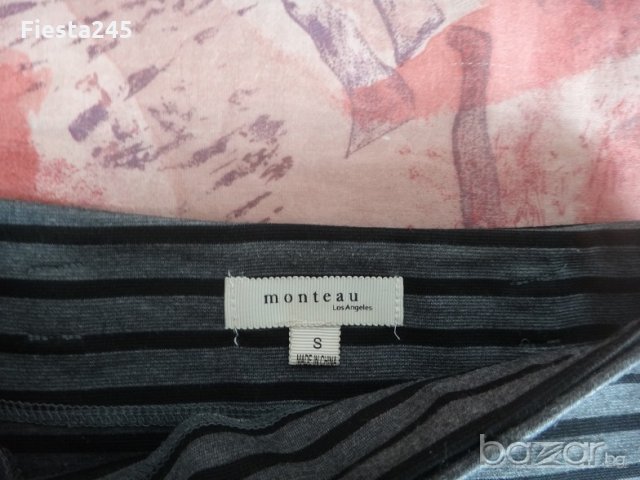 Fiesta245
monteau
Los Angeles
S
MADE IN CHINA
bazar.bg